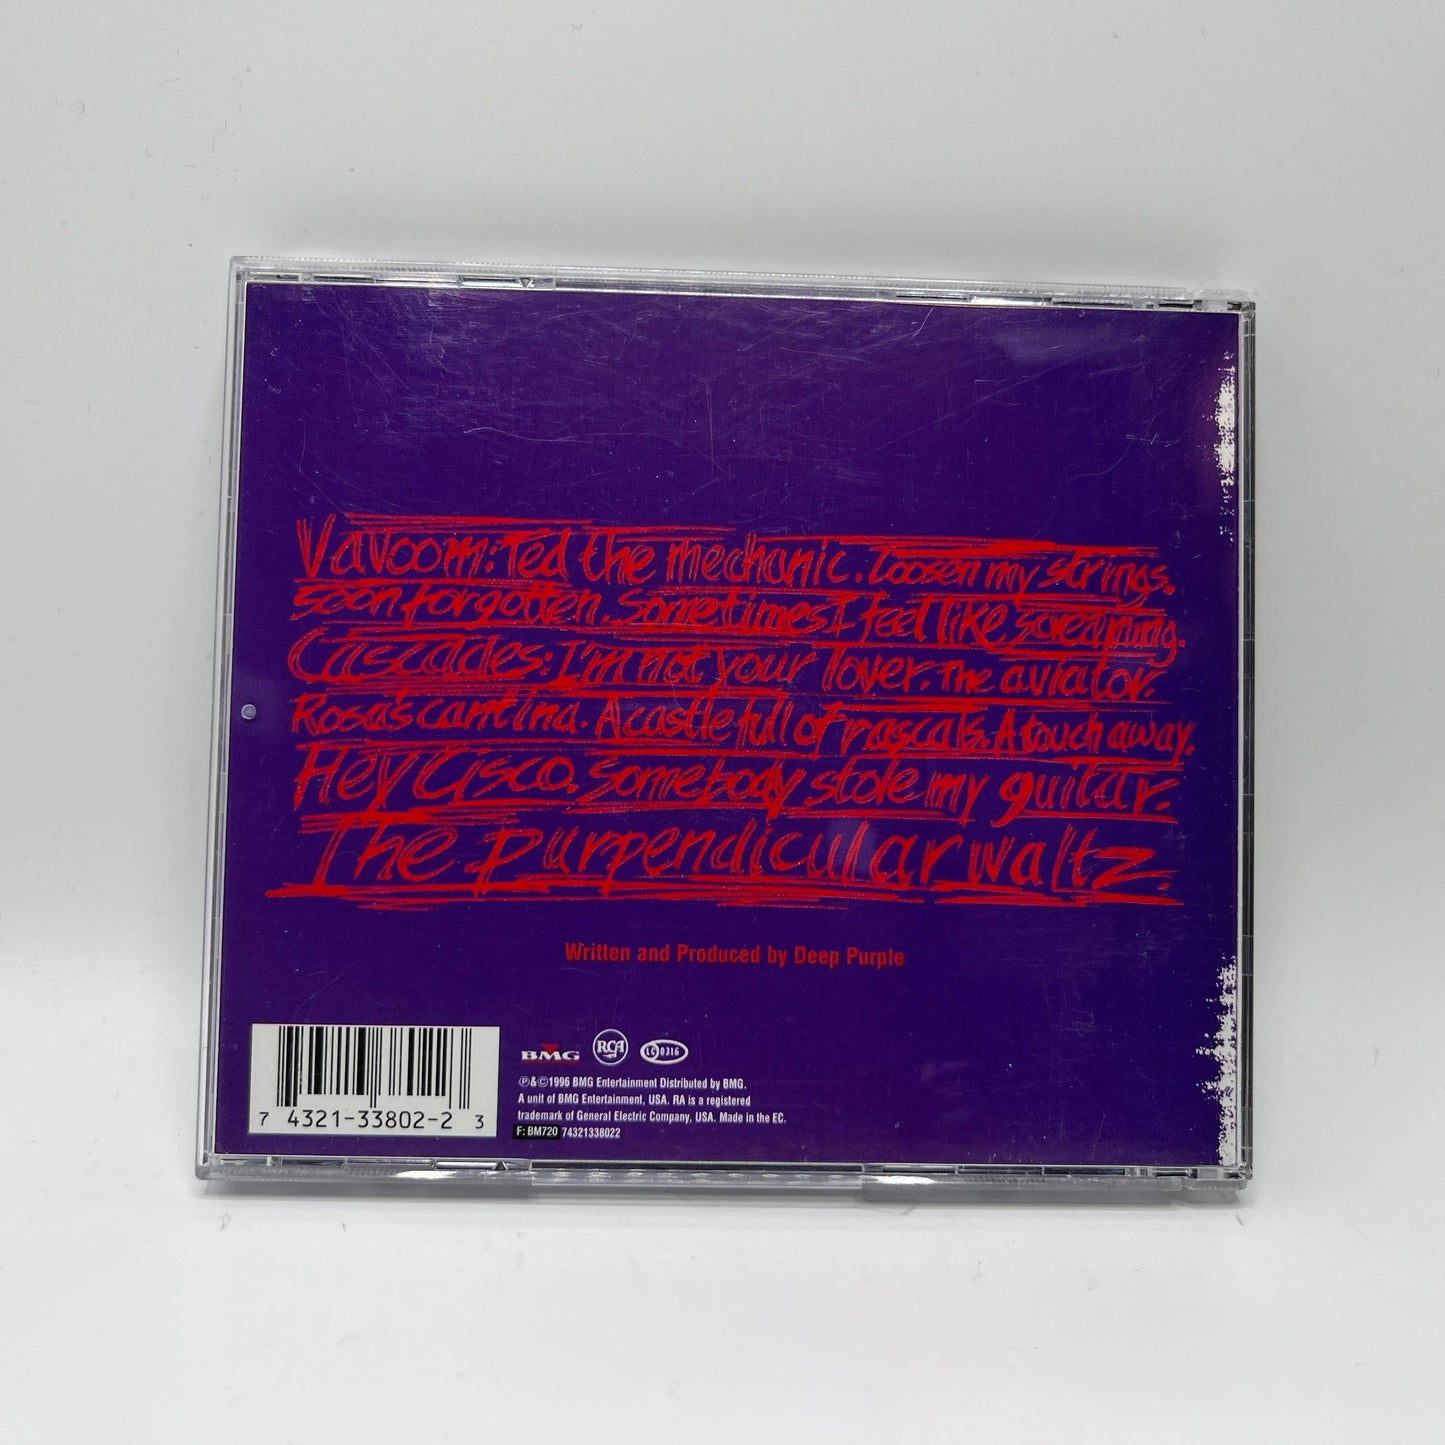 Vavoom: Ted the mechanic. Loosen my strings.
soon forgotten. Sometimes I feel like screaming.
Cascades: I'm not your lover. The aviator.
Rosa's cantina. A castle full of rascals. A touch away.
Hey Cisco. Somebody stole my guitar.
The purpendicular waltz.
Written and Produced by Deep Purple
BMG RCA LC 0316
℗&©1996 BMG Entertainment Distributed by BMG.
A unit of BMG Entertainment, USA. RA is a registered
trademark of General Electric Company, USA. Made in the EC.
F: BM720 74321338022
7 4321-33802-2 3